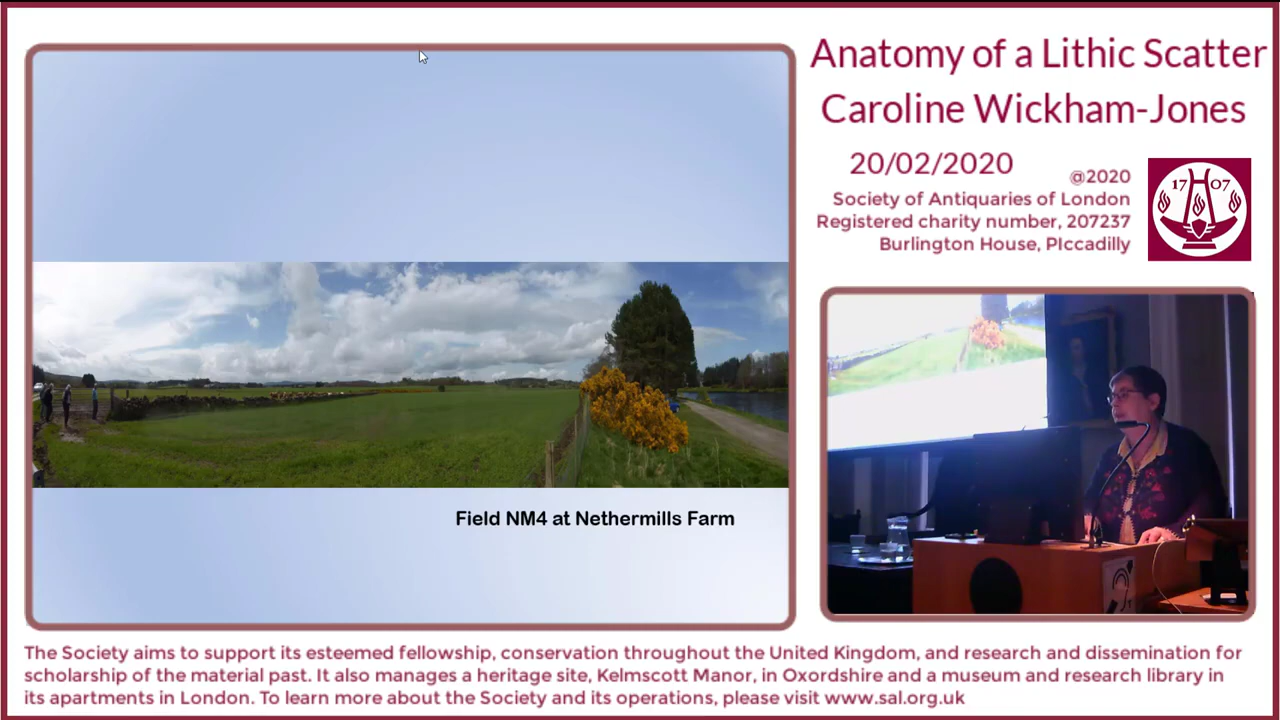 Anatomy of a Lithic Scatter
Caroline Wickham-Jones
20/02/2020
@2020
Society of Antiquaries of London
Registered charity number, 207237
Burlington House, PIccadilly
17 07
Field NM4 at Nethermills Farm
The Society aims to support its esteemed fellowship, conservation throughout the United Kingdom, and research and dissemination for
scholarship of the material past. It also manages a heritage site, Kelmscott Manor, in Oxordshire and a museum and research library in
its apartments in London. To learn more about the Society and its operations, please visit www.sal.org.uk